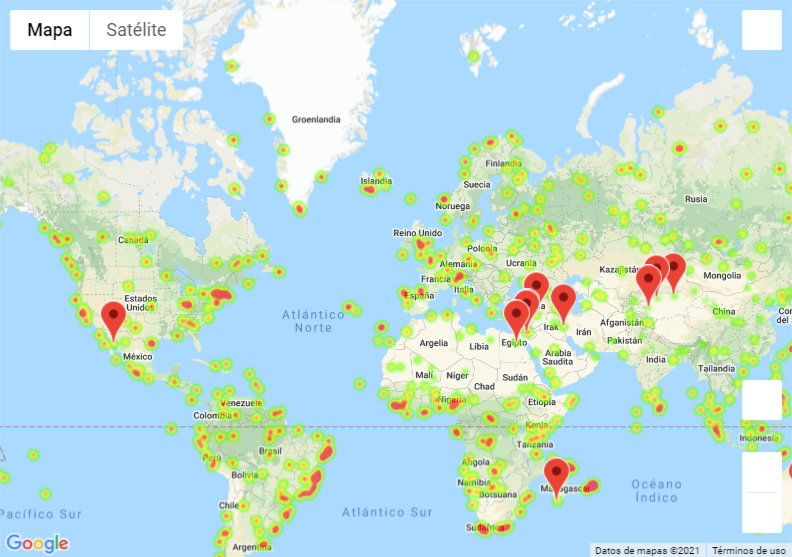 Mapa
Satélite
Groenlandia
Islandia
Finlandia
Suecia
Noruega
Rusia
Canadá
Reino Unido
Polonia
Alemania
Ucrania
Kazajistán
Mongolia
Francia
Italia
España
Estados
Unidos
Atlántico
Norte
China
Afganistán
Irak
Irán
Pakistán
México
Argelia
Libia
Egipto
Arabia
Saudita
India
Tailandia
Malí
Níger
Chad
Sudán
Nigeria
Etiopía
Venezuela
Colombia
Kenia
Indonesia
Tanzania
Perú
Brasil
Angola
Bolivia
Namibia
Botsuana
Madagascar
Océano
Índico
Chile
Pacífico Sur
Atlántico Sur
Sudáfrica
Argentina
Google
Datos de mapas ©2021
Términos de uso